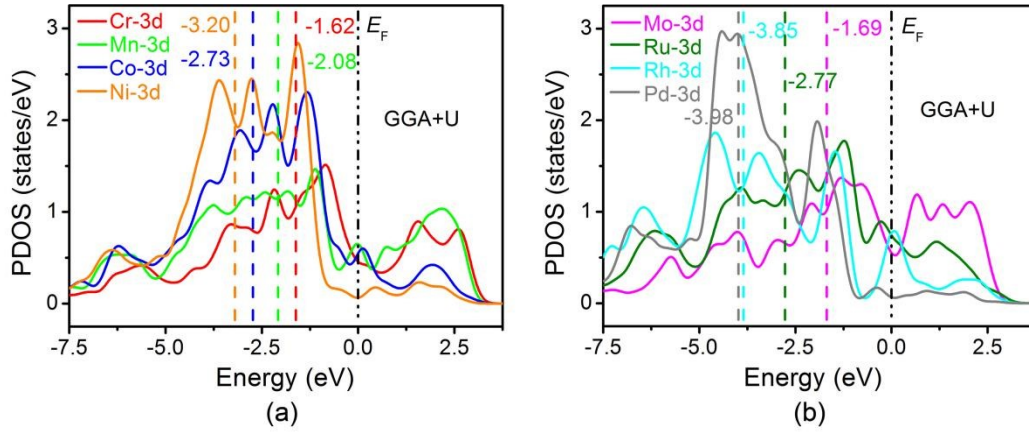 Cr-3d
Mn-3d
Co-3d
Ni-3d
-3.20
-2.73
-1.62
-2.08
E_F
GGA+U
PDOS (states/eV)
3
2
1
0
-7.5 -5.0 -2.5 0.0 2.5
Energy (eV)
(a)
Mo-3d
Ru-3d
Rh-3d
Pd-3d
-3.85
-1.69
-2.77
-3.98
E_F
GGA+U
PDOS (states/eV)
3
2
1
0
-7.5 -5.0 -2.5 0.0 2.5
Energy (eV)
(b)